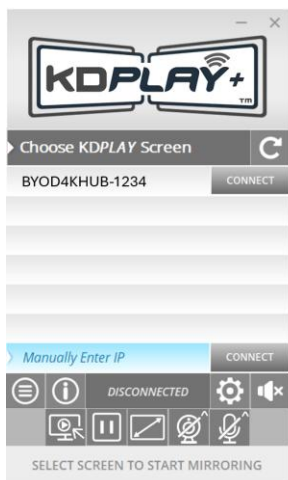 KDPLAY+
TM
Choose KDPLAY Screen
BYOD4KHUB-1234 CONNECT
Manually Enter IP CONNECT
DISCONNECTED
SELECT SCREEN TO START MIRRORING